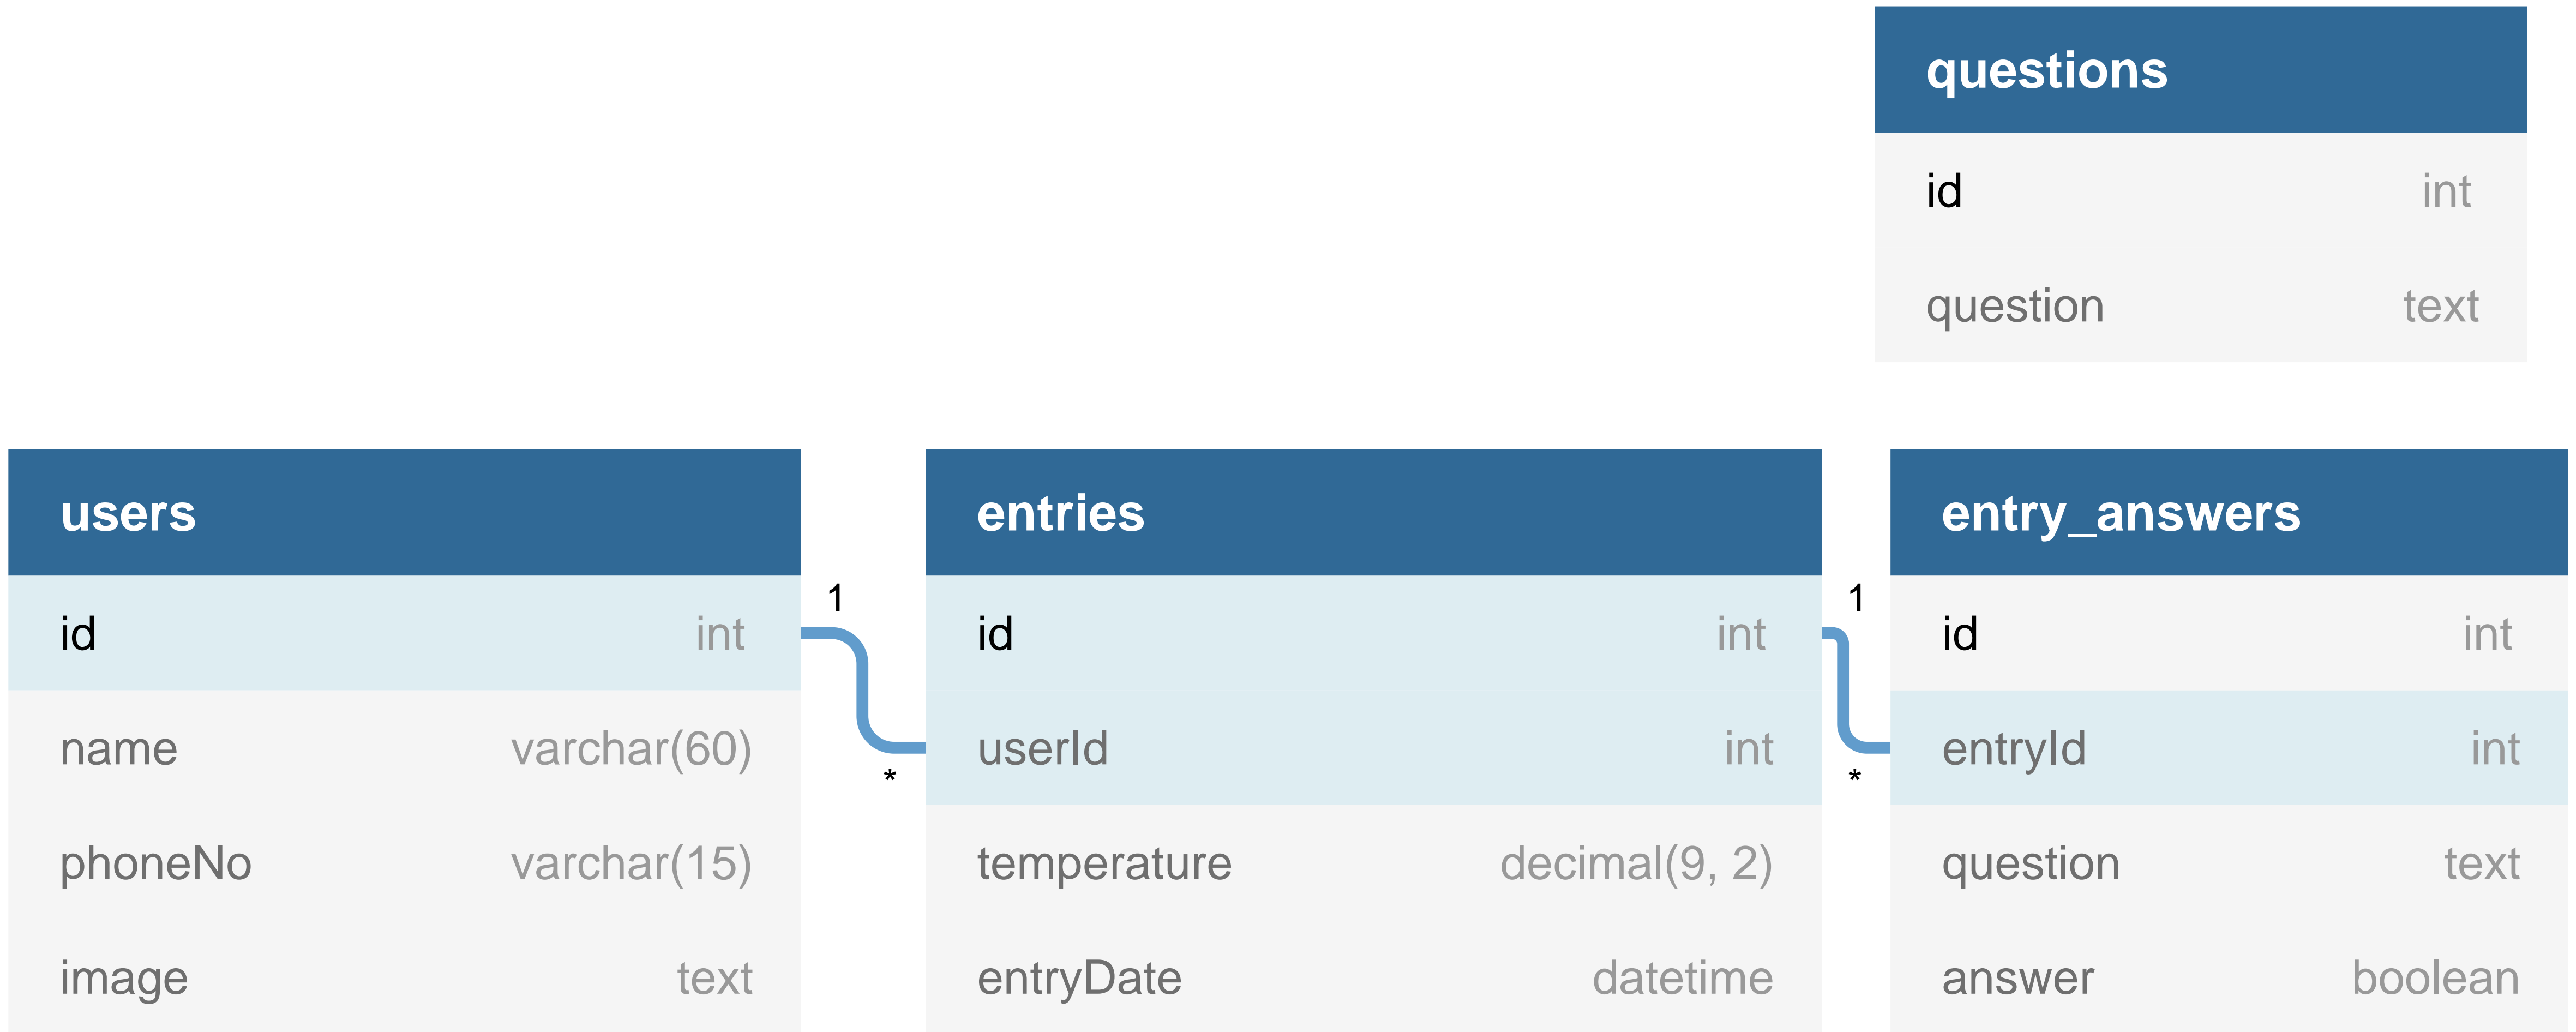 questions
id int
question text
users
id int
name varchar(60)
phoneNo varchar(15)
image text
1
*
entries
id int
userId int
temperature decimal(9, 2)
entryDate datetime
1
*
entry_answers
id int
entryId int
question text
answer boolean